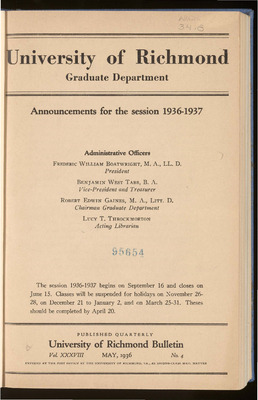 University of Richmond
Graduate Department
Announcements for the session 1936-1937
Administrative Officers
FREDERIC WILLIAM BOATWRIGHT, M. A., LL. D.
President
BENJAMIN WEST TABB, B. A.
Vice-President and Treasurer
ROBERT EDWIN GAINES, M. A., LITT. D.
Chairman Graduate Department
LUCY T. THROCKMORTON
Acting Librarian
95654
The session 1936-1937 begins on September 16 and closes on
June 15. Classes will be suspended for holidays on November 26-
28, on December 21 to January 2, and on March 25-31. Theses
should be completed by April 20.
PUBLISHED QUARTERLY
University of Richmond Bulletin
Vol. XXXVIII MAY, 1936 No. 4